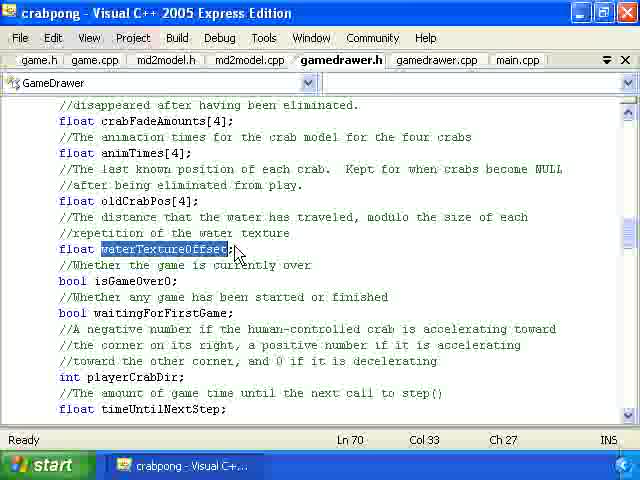 crabpong - Visual C++ 2005 Express Edition
File Edit View Project Build Debug Tools Window Community Help
game.h game.cpp md2model.h md2model.cpp gamedrawer.h gamedrawer.cpp main.cpp
GameDrawer
//disappeared after having been eliminated.
float crabFadeAmounts[4];
//The animation times for the crab model for the four crabs
float animTimes[4];
//The last known position of each crab.  Kept for when crabs become NULL
//after being eliminated from play.
float oldCrabPos[4];
//The distance that the water has traveled, modulo the size of each
//repetition of the water texture
float waterTextureOffset;
//Whether the game is currently over
bool isGameOver0;
//Whether any game has been started or finished
bool waitingForFirstGame;
//A negative number if the human-controlled crab is accelerating toward
//the corner on its right, a positive number if it is accelerating
//toward the other corner, and 0 if it is decelerating
int playerCrabDir;
//The amount of game time until the next call to step()
float timeUntilNextStep;
Ready Ln 70 Col 33 Ch 27 INS
start crabpong - Visual C+...